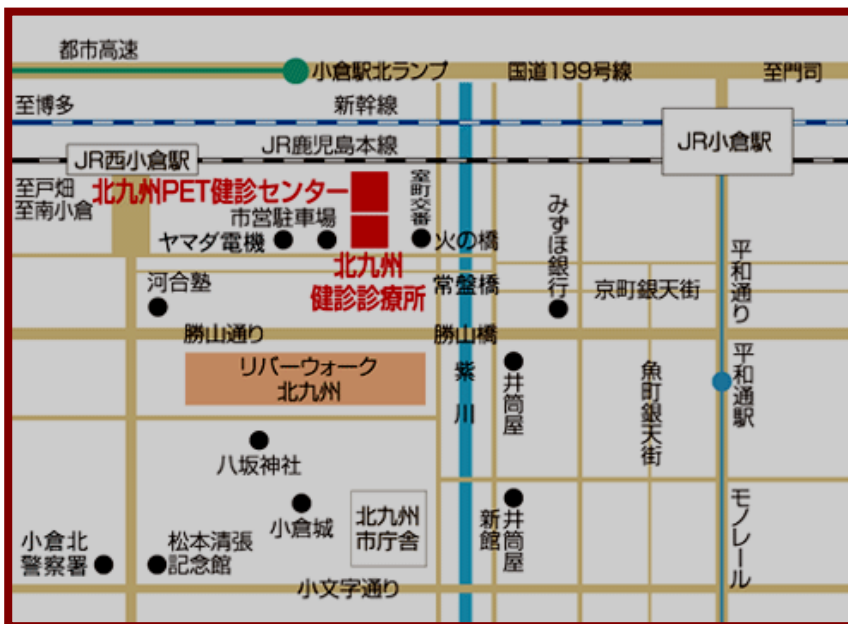 都市高速
小倉駅北ランプ
国道199号線
至門司
至博多
新幹線
JR鹿児島本線
JR小倉駅
JR西小倉駅
至戸畑
至南小倉
北九州PET健診センター
室町交番
市営駐車場
ヤマダ電機
火の橋
みずほ銀行
平和通り
北九州
健診診療所
河合塾
常盤橋
京町銀天街
勝山通り
勝山橋
リバーウォーク
北九州
紫川
井筒屋
魚町銀天街
平和通駅
八坂神社
小倉城
北九州
市庁舎
井筒屋
新館
モノレール
小倉北
警察署
松本清張
記念館
小文字通り